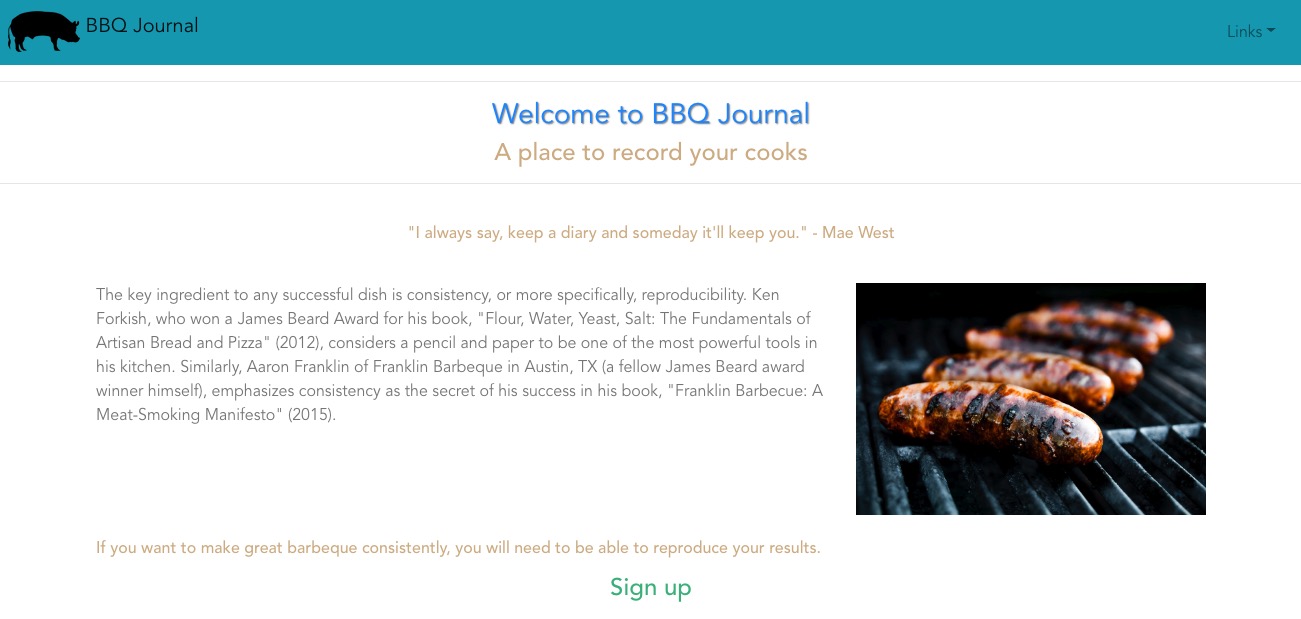 BBQ Journal
Links
Welcome to BBQ Journal
A place to record your cooks
"I always say, keep a diary and someday it'll keep you." - Mae West
The key ingredient to any successful dish is consistency, or more specifically, reproducibility. Ken
Forkish, who won a James Beard Award for his book, "Flour, Water, Yeast, Salt: The Fundamentals of
Artisan Bread and Pizza" (2012), considers a pencil and paper to be one of the most powerful tools in
his kitchen. Similarly, Aaron Franklin of Franklin Barbeque in Austin, TX (a fellow James Beard award
winner himself), emphasizes consistency as the secret of his success in his book, "Franklin Barbecue: A
Meat-Smoking Manifesto" (2015).
If you want to make great barbeque consistently, you will need to be able to reproduce your results.
Sign up